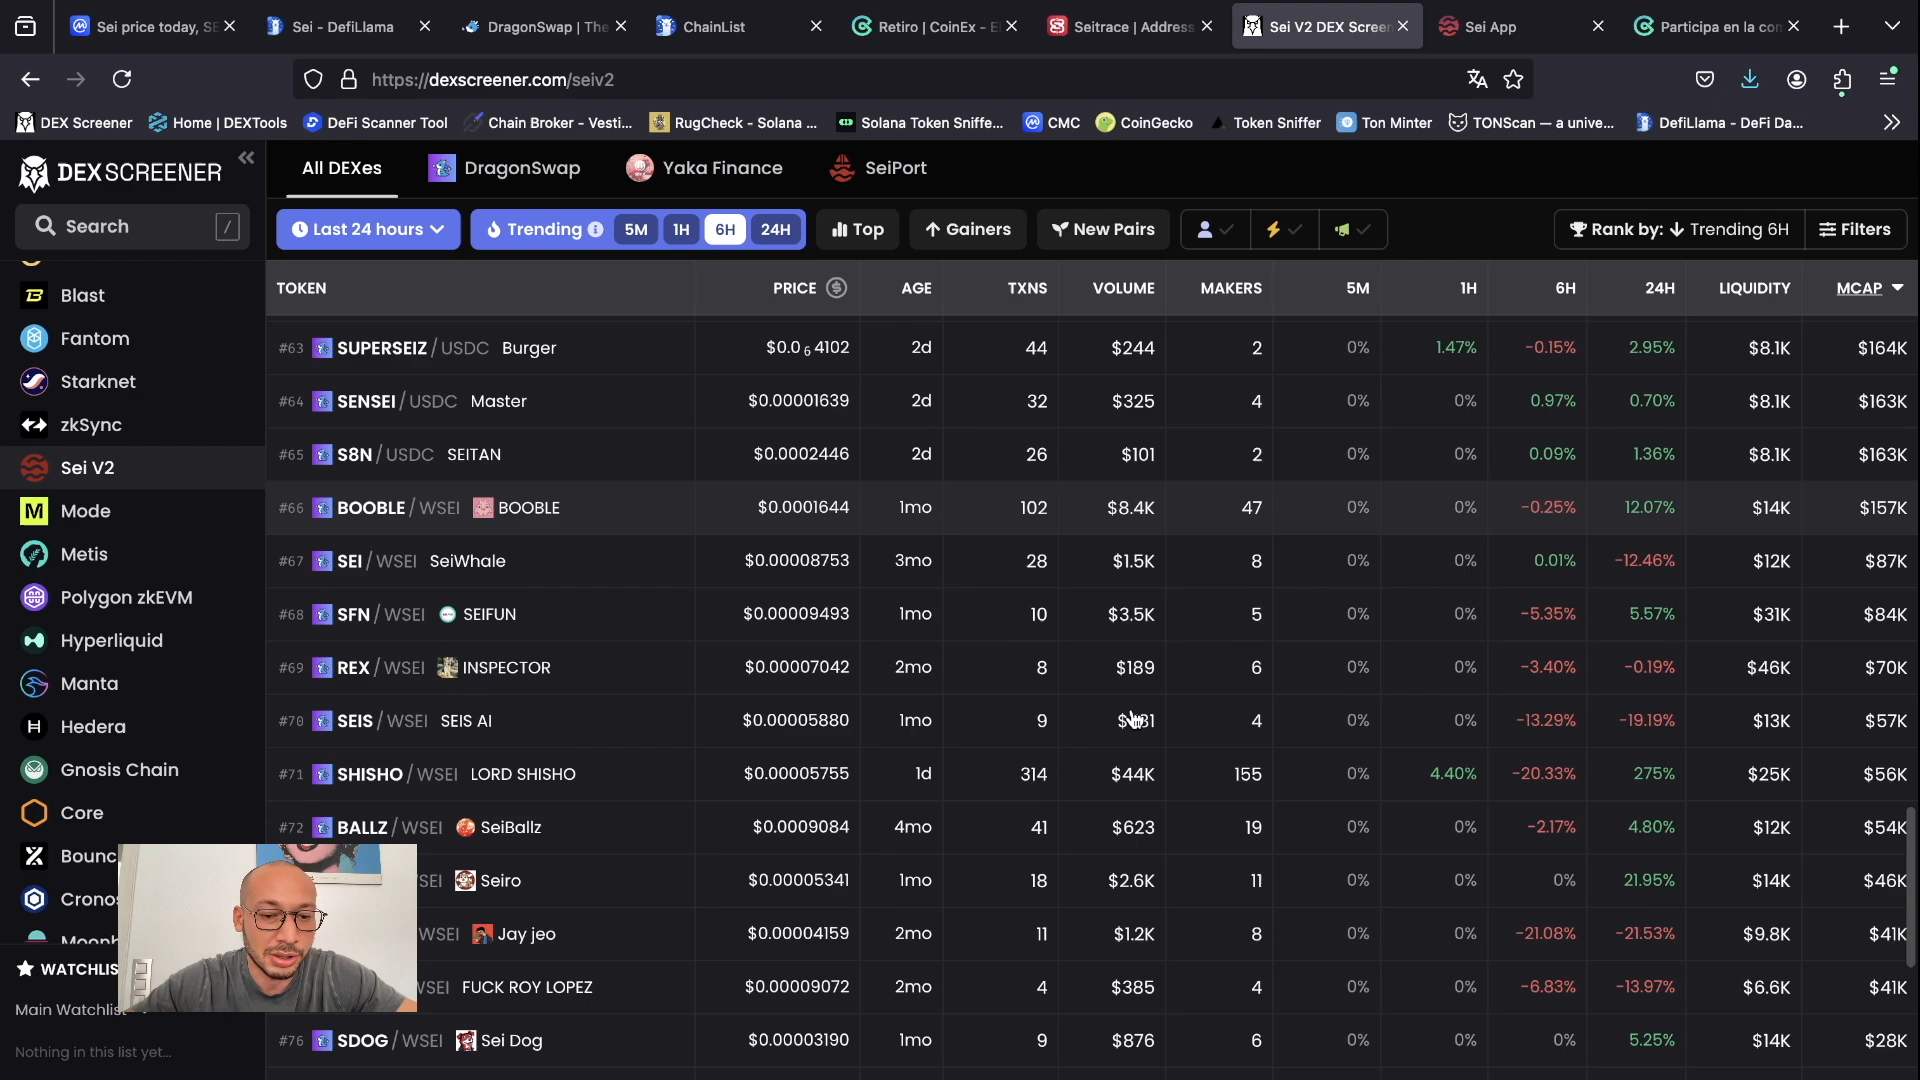 Sei price today, SE
Sei - DefiLlama
DragonSwap | The
ChainList
Retiro | CoinEx - El
Seitrace | Address
Sei V2 DEX Screen
Sei App
Participa en la con
https://dexscreener.com/seiv2
DEX Screener
Home | DEXTools
DeFi Scanner Tool
Chain Broker - Vesti...
RugCheck - Solana ...
Solana Token Sniffe...
CMC
CoinGecko
Token Sniffer
Ton Minter
TONScan — a unive...
DefiLlama - DeFi Da...
DEX SCREENER
Search /
All DEXes DragonSwap Yaka Finance SeiPort
Last 24 hours Trending 5M 1H 6H 24H Top Gainers New Pairs Rank by: Trending 6H Filters
Blast
Fantom
Starknet
zkSync
Sei V2
Mode
Metis
Polygon zkEVM
Hyperliquid
Manta
Hedera
Gnosis Chain
Core
Bounc
Cronos
WATCHLIS
Main Watchlist
Nothing in this list yet...
TOKEN PRICE AGE TXNS VOLUME MAKERS 5M 1H 6H 24H LIQUIDITY MCAP
#63 SUPERSEIZ / USDC Burger $0.0₆4102 2d 44 $244 2 0% 1.47% -0.15% 2.95% $8.1K $164K
#64 SENSEI / USDC Master $0.00001639 2d 32 $325 4 0% 0% 0.97% 0.70% $8.1K $163K
#65 S8N / USDC SEITAN $0.0002446 2d 26 $101 2 0% 0% 0.09% 1.36% $8.1K $163K
#66 BOOBLE / WSEI BOOBLE $0.0001644 1mo 102 $8.4K 47 0% 0% -0.25% 12.07% $14K $157K
#67 SEI / WSEI SeiWhale $0.00008753 3mo 28 $1.5K 8 0% 0% 0.01% -12.46% $12K $87K
#68 SFN / WSEI SEIFUN $0.00009493 1mo 10 $3.5K 5 0% 0% -5.35% 5.57% $31K $84K
#69 REX / WSEI INSPECTOR $0.00007042 2mo 8 $189 6 0% 0% -3.40% -0.19% $46K $70K
#70 SEIS / WSEI SEIS AI $0.00005880 1mo 9 4 0% 0% -13.29% -19.19% $13K $57K
#71 SHISHO / WSEI LORD SHISHO $0.00005755 1d 314 $44K 155 0% 4.40% -20.33% 275% $25K $56K
#72 BALLZ / WSEI SeiBallz $0.0009084 4mo 41 $623 19 0% 0% -2.17% 4.80% $12K $54K
SEI Seiro $0.00005341 1mo 18 $2.6K 11 0% 0% 0% 21.95% $14K $46K
WSEI Jay jeo $0.00004159 2mo 11 $1.2K 8 0% 0% -21.08% -21.53% $9.8K $41K
WSEI FUCK ROY LOPEZ $0.00009072 2mo 4 $385 4 0% 0% -6.83% -13.97% $6.6K $41K
#76 SDOG / WSEI Sei Dog $0.00003190 1mo 9 $876 6 0% 0% 0% 5.25% $14K $28K